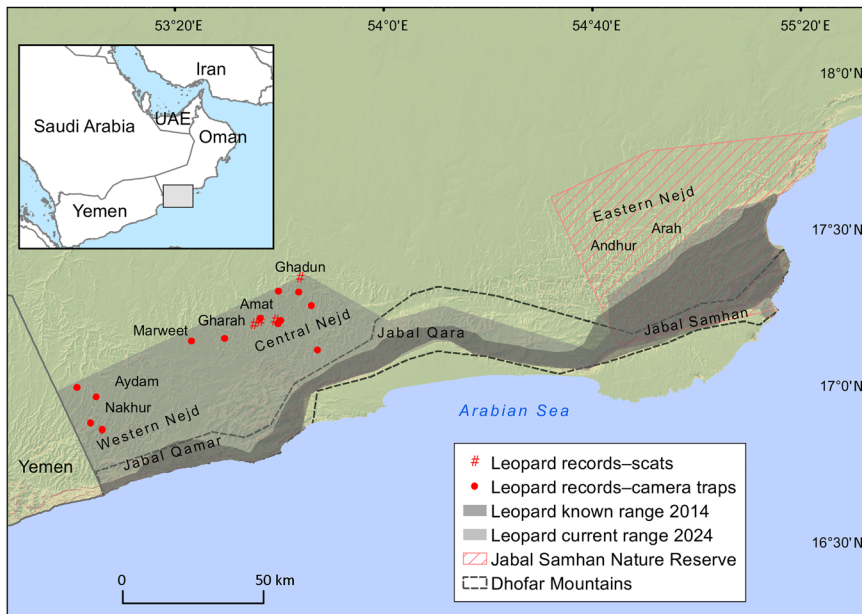 53°20'E
54°0'E
54°40'E
55°20'E
18°0'N
17°30'N
17°0'N
16°30'N
Iran
UAE
Saudi Arabia
Oman
Yemen
Eastern Nejd
Arah
Andhur
Ghadun
Amat
Gharah
Marweet
Central Nejd
Jabal Qara
Jabal Samhan
Aydam
Nakhur
Western Nejd
Jabal Qamar
Yemen
Arabian Sea
Leopard records–scats
Leopard records–camera traps
Leopard known range 2014
Leopard current range 2024
Jabal Samhan Nature Reserve
Dhofar Mountains
0 50 km